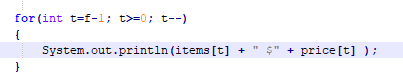 for(int t=f-1; t>=0; t--)
{
System.out.println(items[t] + " $" + price[t] );
}